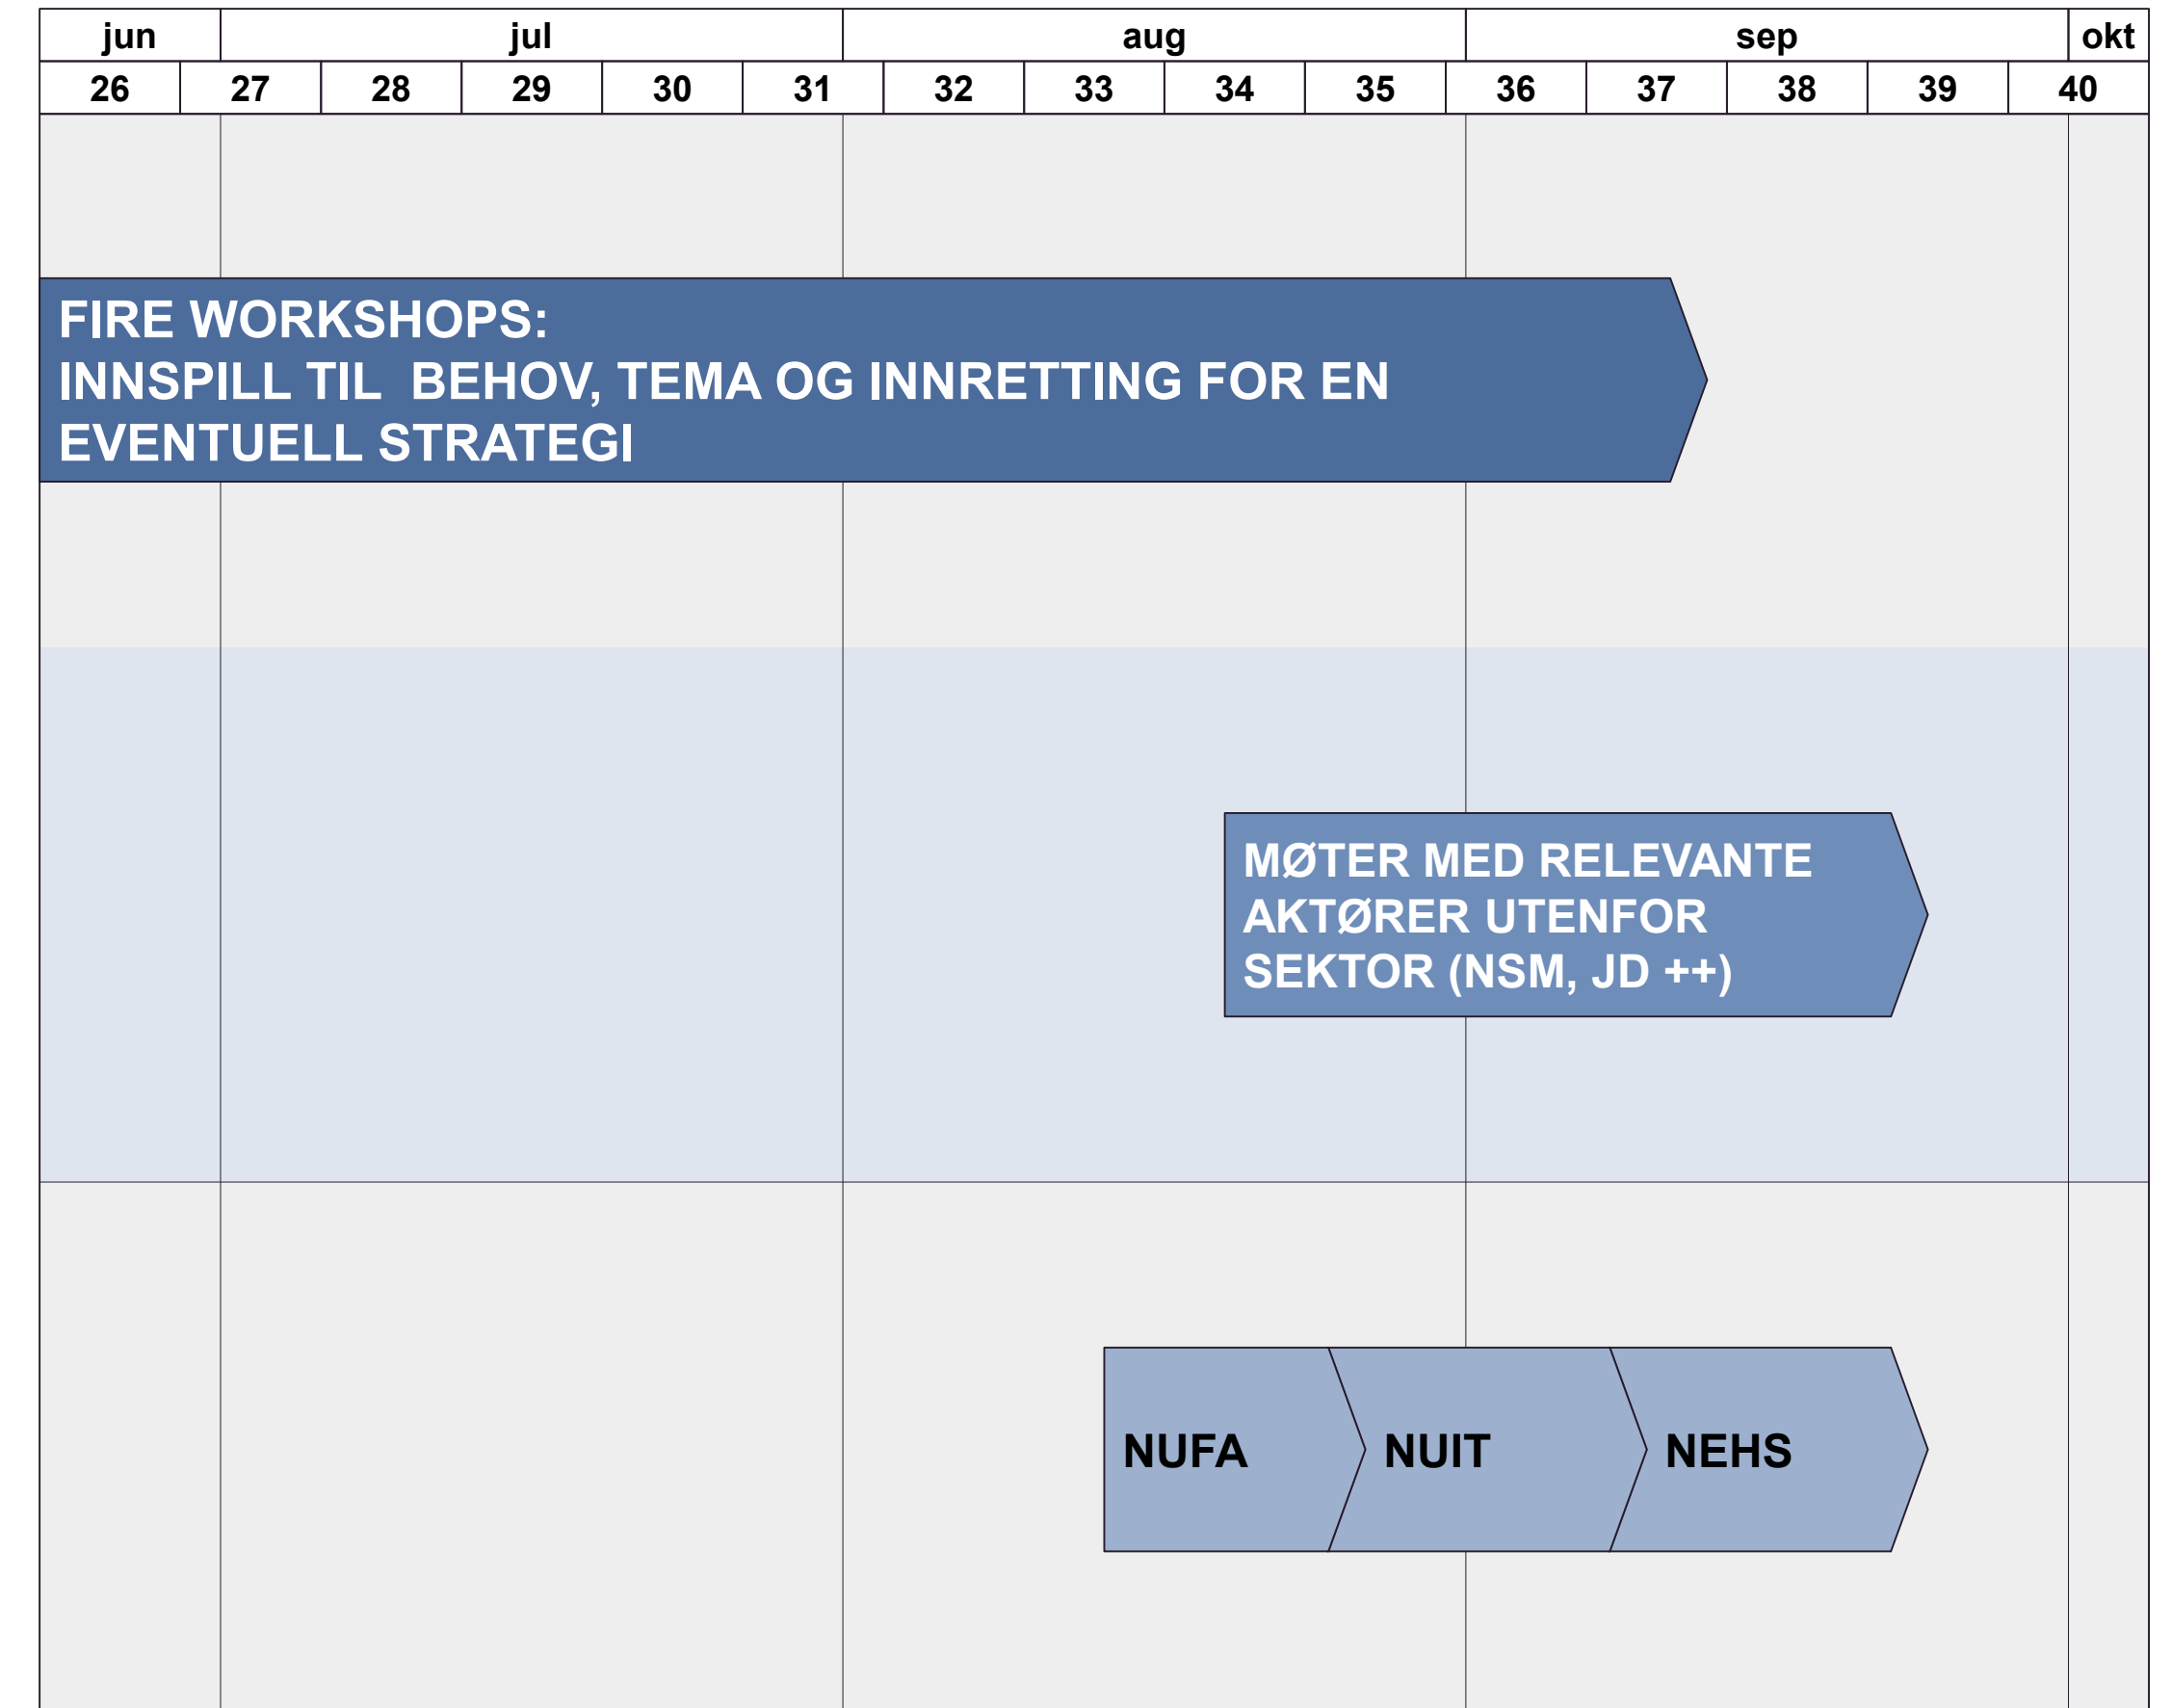 jun jul aug sep okt
26 27 28 29 30 31 32 33 34 35 36 37 38 39 40
FIRE WORKSHOPS:
INNSPILL TIL  BEHOV, TEMA OG INNRETTING FOR EN
EVENTUELL STRATEGI
MØTER MED RELEVANTE
AKTØRER UTENFOR
SEKTOR (NSM, JD ++)
NUFA NUIT NEHS